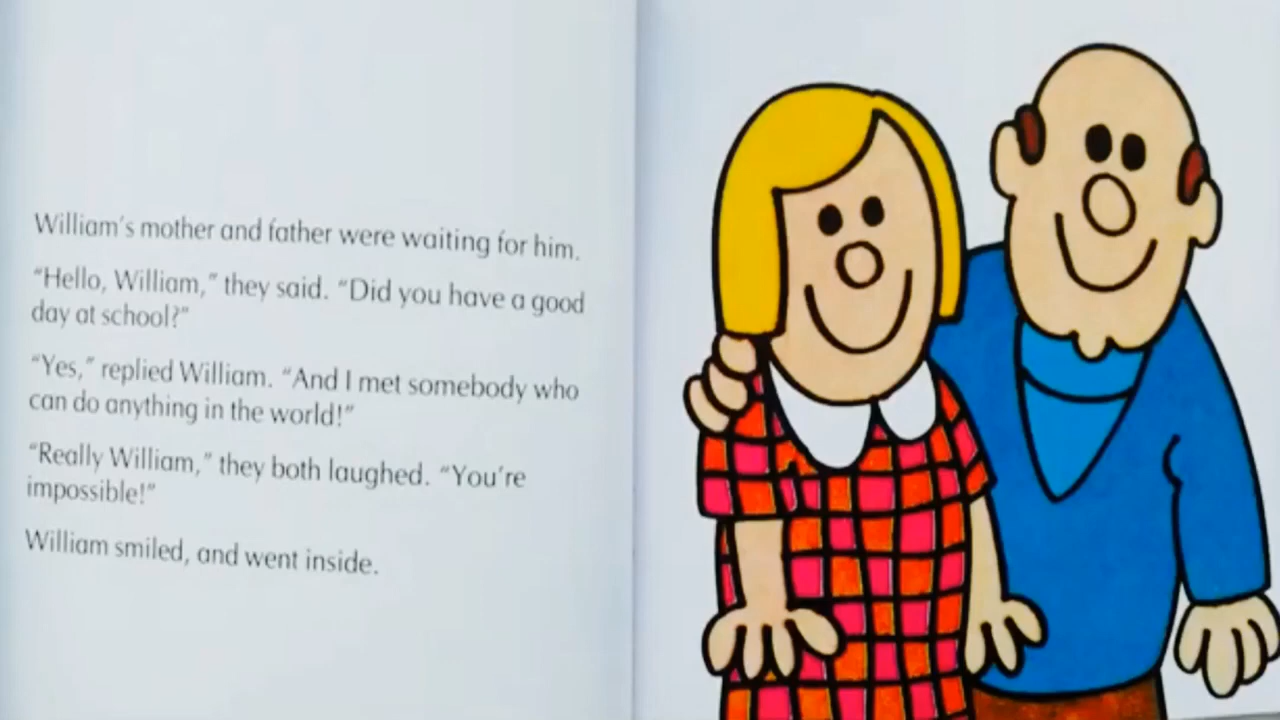 William's mother and father were waiting for him.
“Hello, William,” they said. “Did you have a good
day at school?”
“Yes,” replied William. “And I met somebody who
can do anything in the world!”
“Really William,” they both laughed. “You're
impossible!”
William smiled, and went inside.